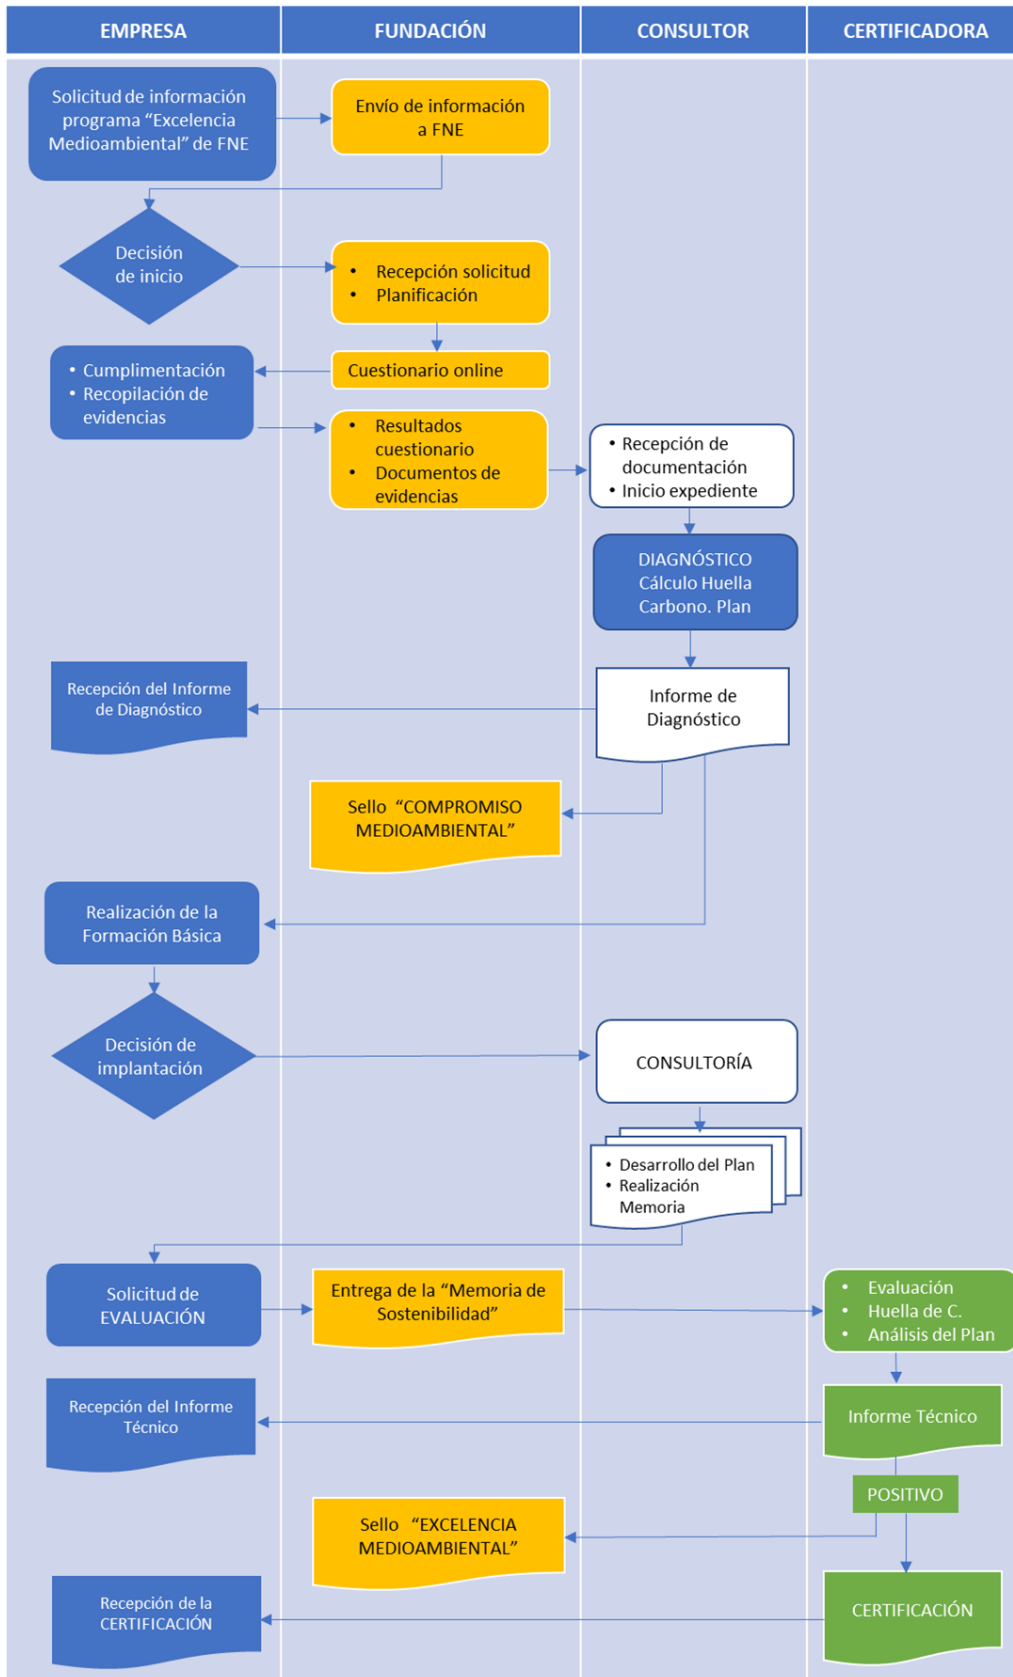 EMPRESA
FUNDACIÓN
CONSULTOR
CERTIFICADORA
Solicitud de información
programa “Excelencia
Medioambiental” de FNE
Envío de información
a FNE
Decisión
de inicio
• Recepción solicitud
• Planificación
Cuestionario online
• Cumplimentación
• Recopilación de
evidencias
• Resultados
cuestionario
• Documentos de
evidencias
• Recepción de
documentación
• Inicio expediente
DIAGNÓSTICO
Cálculo Huella
Carbono. Plan
Informe de
Diagnóstico
Recepción del Informe
de Diagnóstico
Sello “COMPROMISO
MEDIOAMBIENTAL”
Realización de la
Formación Básica
Decisión de
implantación
CONSULTORÍA
• Desarrollo del Plan
• Realización
Memoria
Solicitud de
EVALUACIÓN
Entrega de la “Memoria de
Sostenibilidad”
• Evaluación
• Huella de C.
• Análisis del Plan
Informe Técnico
Recepción del Informe
Técnico
POSITIVO
Sello “EXCELENCIA
MEDIOAMBIENTAL”
CERTIFICACIÓN
Recepción de la
CERTIFICACIÓN